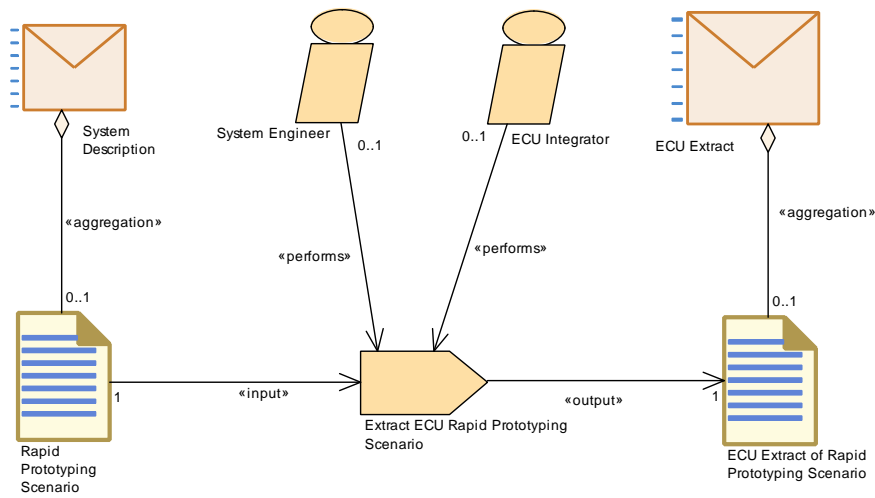 System
Description
System Engineer
0..1
0..1
ECU Integrator
ECU Extract
«aggregation»
«aggregation»
«performs»
«performs»
0..1
0..1
1
«input»
«output»
1
Extract ECU Rapid Prototyping
Scenario
Rapid
Prototyping
Scenario
ECU Extract of Rapid
Prototyping Scenario